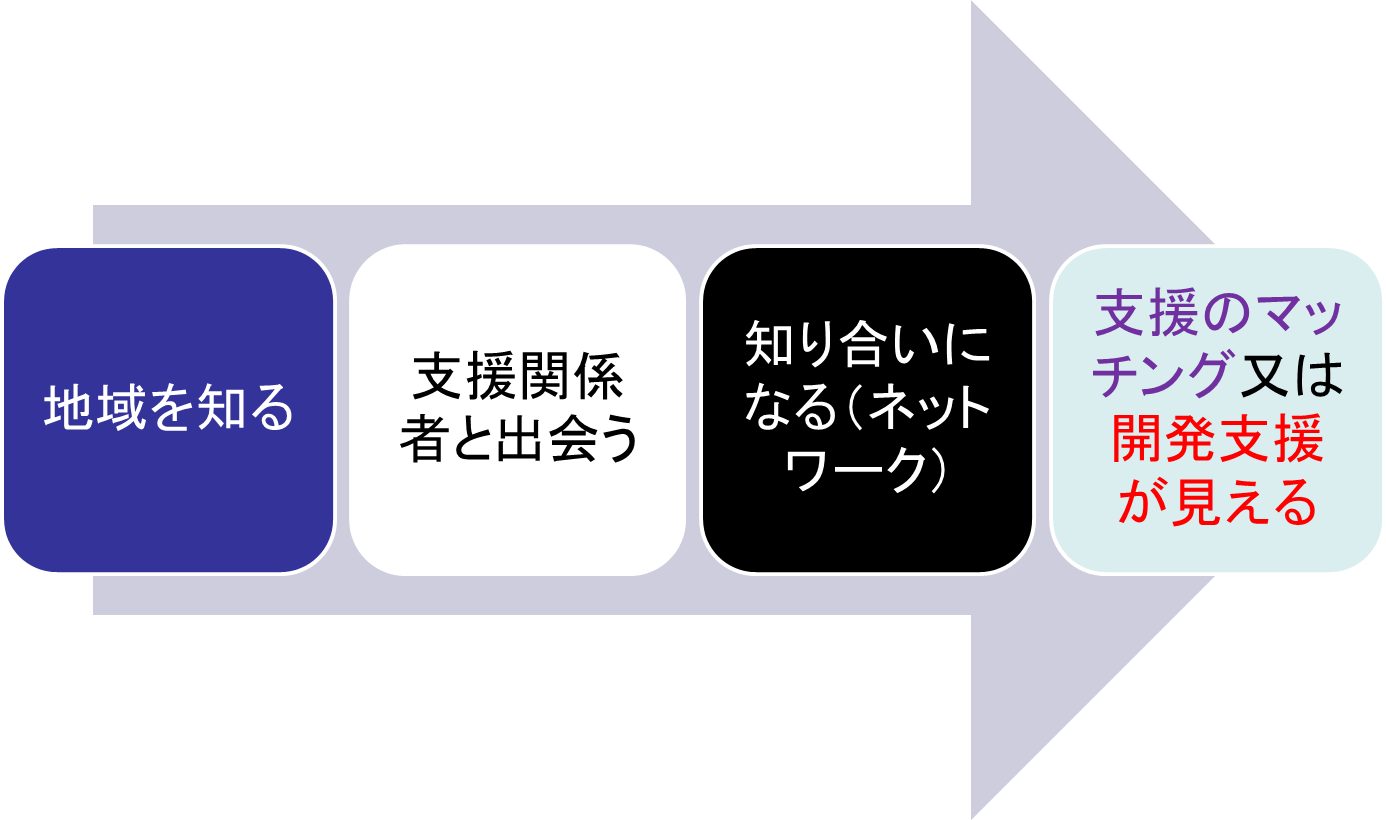 地域を知る
支援関係
者と出会う
知り合いに
なる（ネット
ワーク）
支援のマッ
チング又は
開発支援
が見える